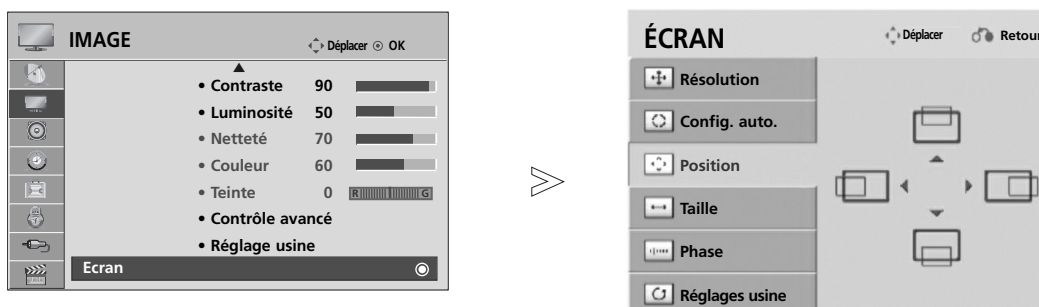 IMAGE
Déplacer OK
• Contraste 90
• Luminosité 50
• Netteté 70
• Couleur 60
• Teinte 0 R G
• Contrôle avancé
• Réglage usine
Ecran
ÉCRAN
Déplacer Retour
Résolution
Config. auto.
Position
Taille
Phase
Réglages usine